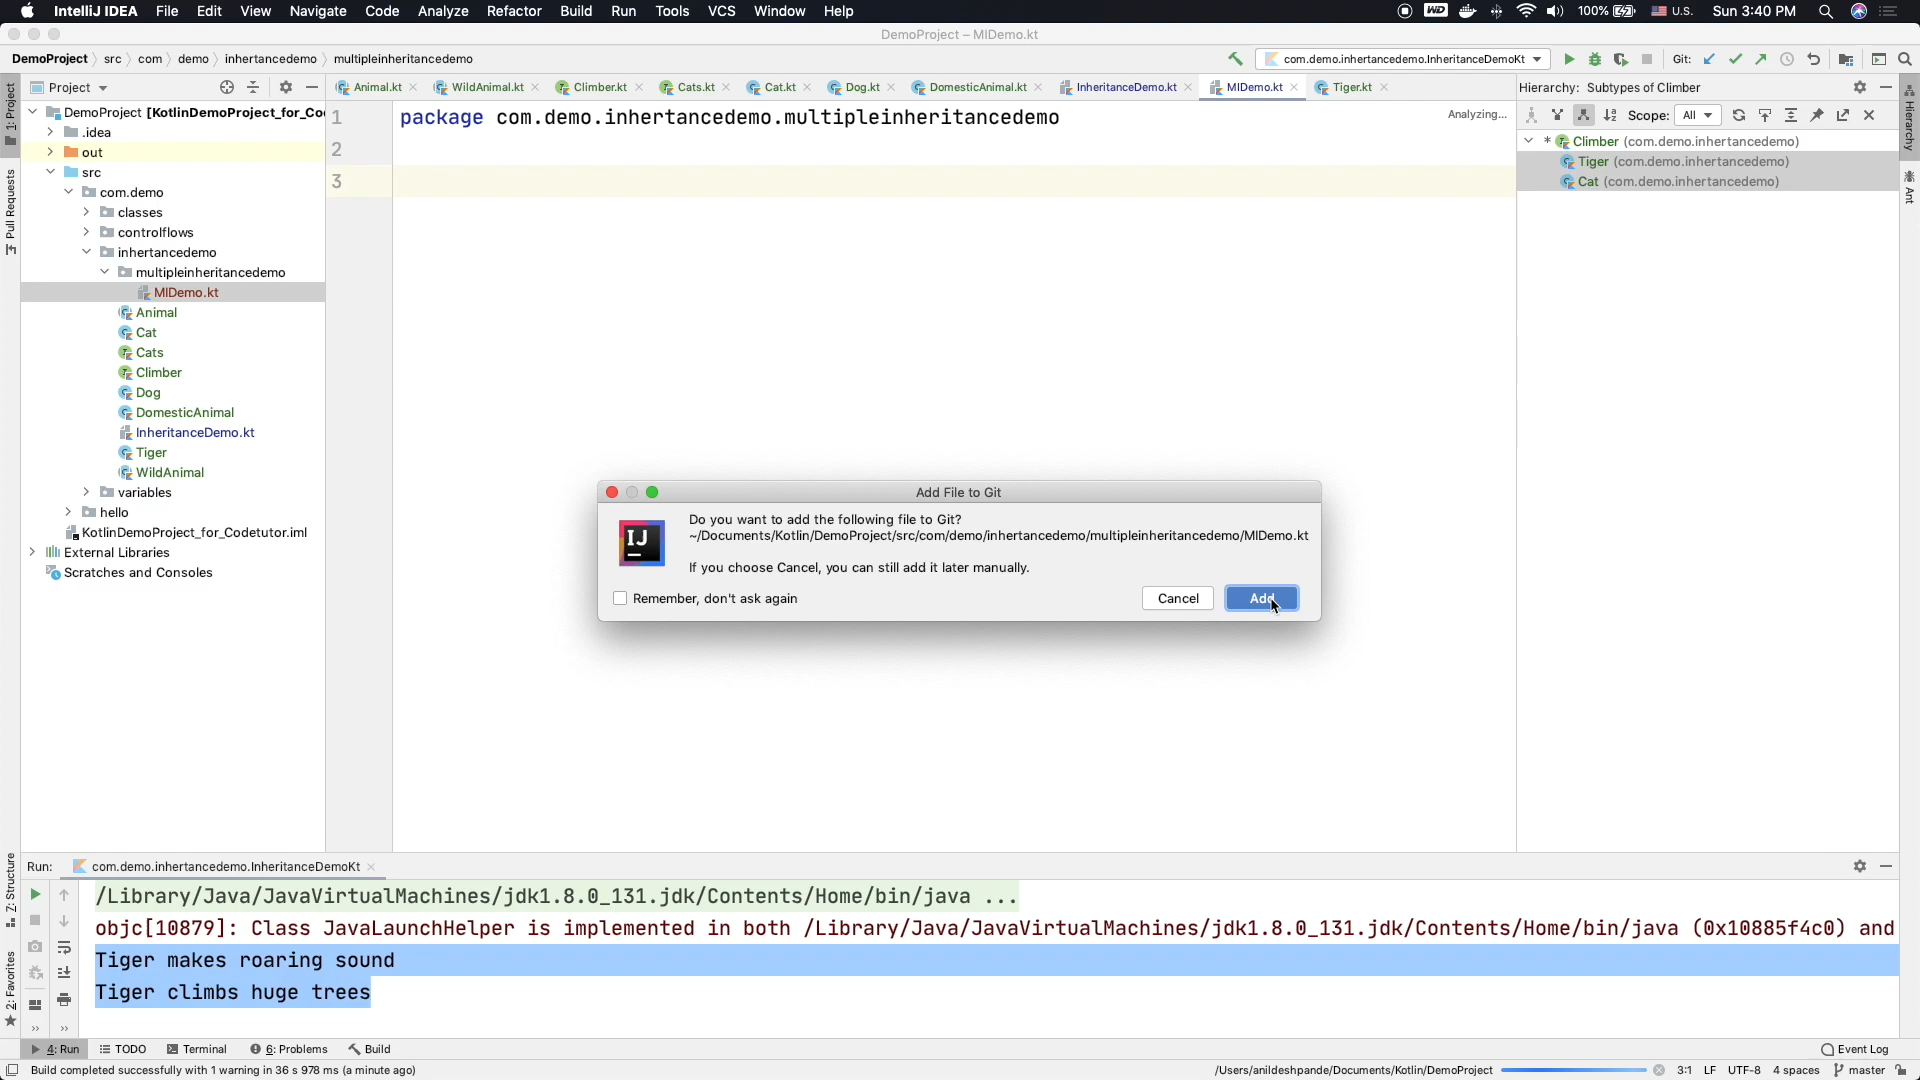 IntelliJ IDEA File Edit View Navigate Code Analyze Refactor Build Run Tools VCS Window Help WD 100% U.S. Sun 3:40 PM
DemoProject – MIDemo.kt
DemoProject src com demo inhertancedemo multipleinheritancedemo com.demo.inhertancedemo.InheritanceDemoKt Git:
Project Animal.kt WildAnimal.kt Climber.kt Cats.kt Cat.kt Dog.kt DomesticAnimal.kt InheritanceDemo.kt MIDemo.kt Tiger.kt Hierarchy: Subtypes of Climber
1: Project
Pull Requests
Z: Structure
2: Favorites
Hierarchy
Ant
DemoProject [KotlinDemoProject_for_Co
.idea
out
src
com.demo
classes
controlflows
inhertancedemo
multipleinheritancedemo
MIDemo.kt
Animal
Cat
Cats
Climber
Dog
DomesticAnimal
InheritanceDemo.kt
Tiger
WildAnimal
variables
hello
KotlinDemoProject_for_Codetutor.iml
External Libraries
Scratches and Consoles
1 package com.demo.inhertancedemo.multipleinheritancedemo
2
3
Analyzing...
Scope: All
* Climber (com.demo.inhertancedemo)
Tiger (com.demo.inhertancedemo)
Cat (com.demo.inhertancedemo)
Add File to Git
IJ
Do you want to add the following file to Git?
~/Documents/Kotlin/DemoProject/src/com/demo/inhertancedemo/multipleinheritancedemo/MIDemo.kt
If you choose Cancel, you can still add it later manually.
Remember, don't ask again Cancel Add
Run: com.demo.inhertancedemo.InheritanceDemoKt
/Library/Java/JavaVirtualMachines/jdk1.8.0_131.jdk/Contents/Home/bin/java ...
objc[10879]: Class JavaLaunchHelper is implemented in both /Library/Java/JavaVirtualMachines/jdk1.8.0_131.jdk/Contents/Home/bin/java (0x10885f4c0) and
Tiger makes roaring sound
Tiger climbs huge trees
4: Run TODO Terminal 6: Problems Build Event Log
Build completed successfully with 1 warning in 36 s 978 ms (a minute ago) /Users/anildeshpande/Documents/Kotlin/DemoProject 3:1 LF UTF-8 4 spaces master